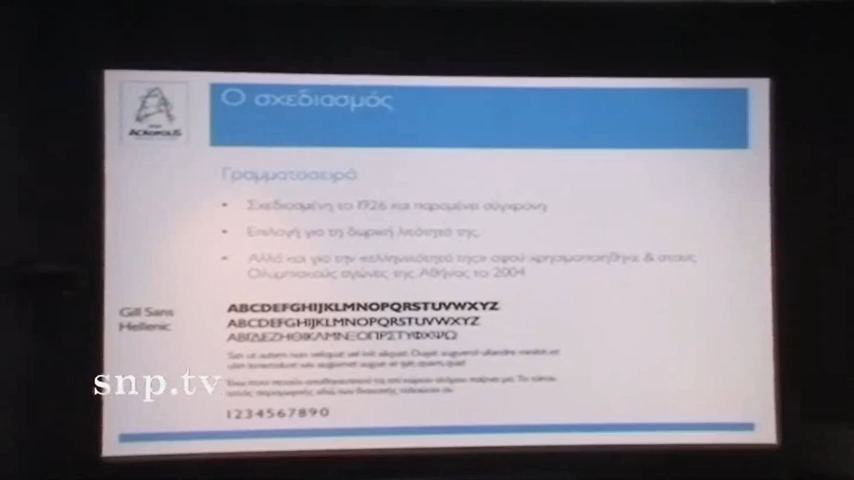 Ο σχεδιασμός
ACROPOLIS
Γραμματοσειρά
• Σχεδιασμένη το 1926 και παραμένει σύγχρονη
• Επιλογή για τη δωρική λιτότητά της.
• Αλλά και για την «ελληνικότητά της» αφού χρησιμοποιήθηκε & στους
Ολυμπιακούς αγώνες της Αθήνας το 2004
Gill Sans
Hellenic
ABCDEFGHIJKLMNOPQRSTUVWXYZ
ABCDEFGHIJKLMNOPQRSTUVWXYZ
ΑΒΓΔΕΖΗΘΙΚΛΜΝΞΟΠΡΣΤΥΦΧΨΩ
1234567890
snp.tv